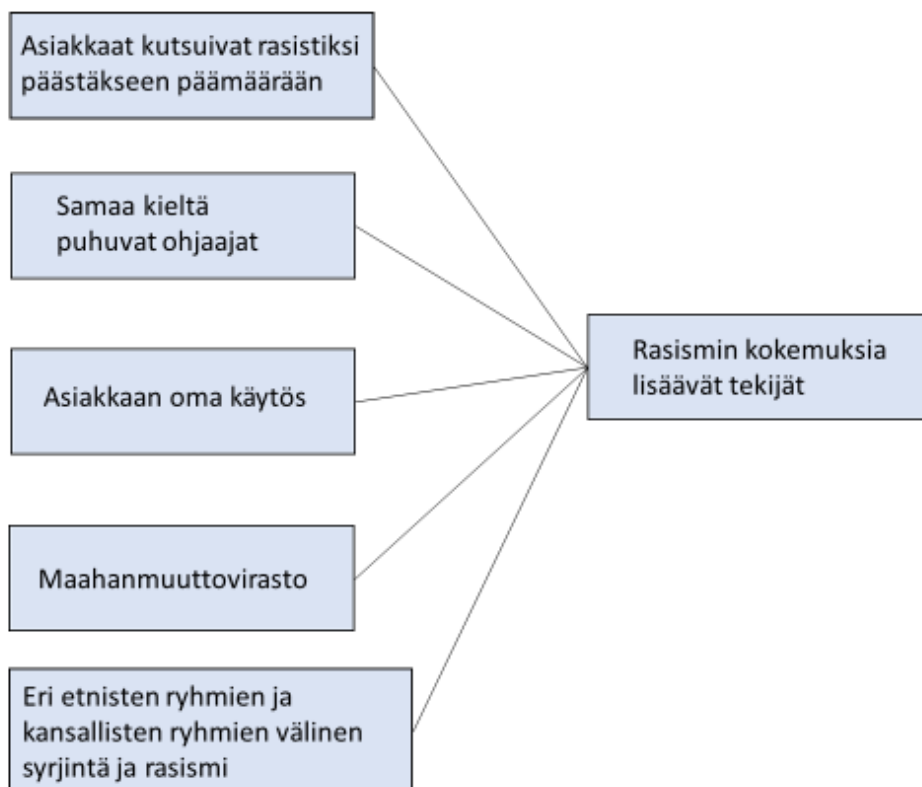 Asiakkaat kutsuivat rasistiksi
päästäkseen päämäärään
Samaa kieltä
puhuvat ohjaajat
Asiakkaan oma käytös
Maahanmuuttovirasto
Eri etnisten ryhmien ja
kansallisten ryhmien välinen
syrjintä ja rasismi
Rasismin kokemuksia
lisäävät tekijät